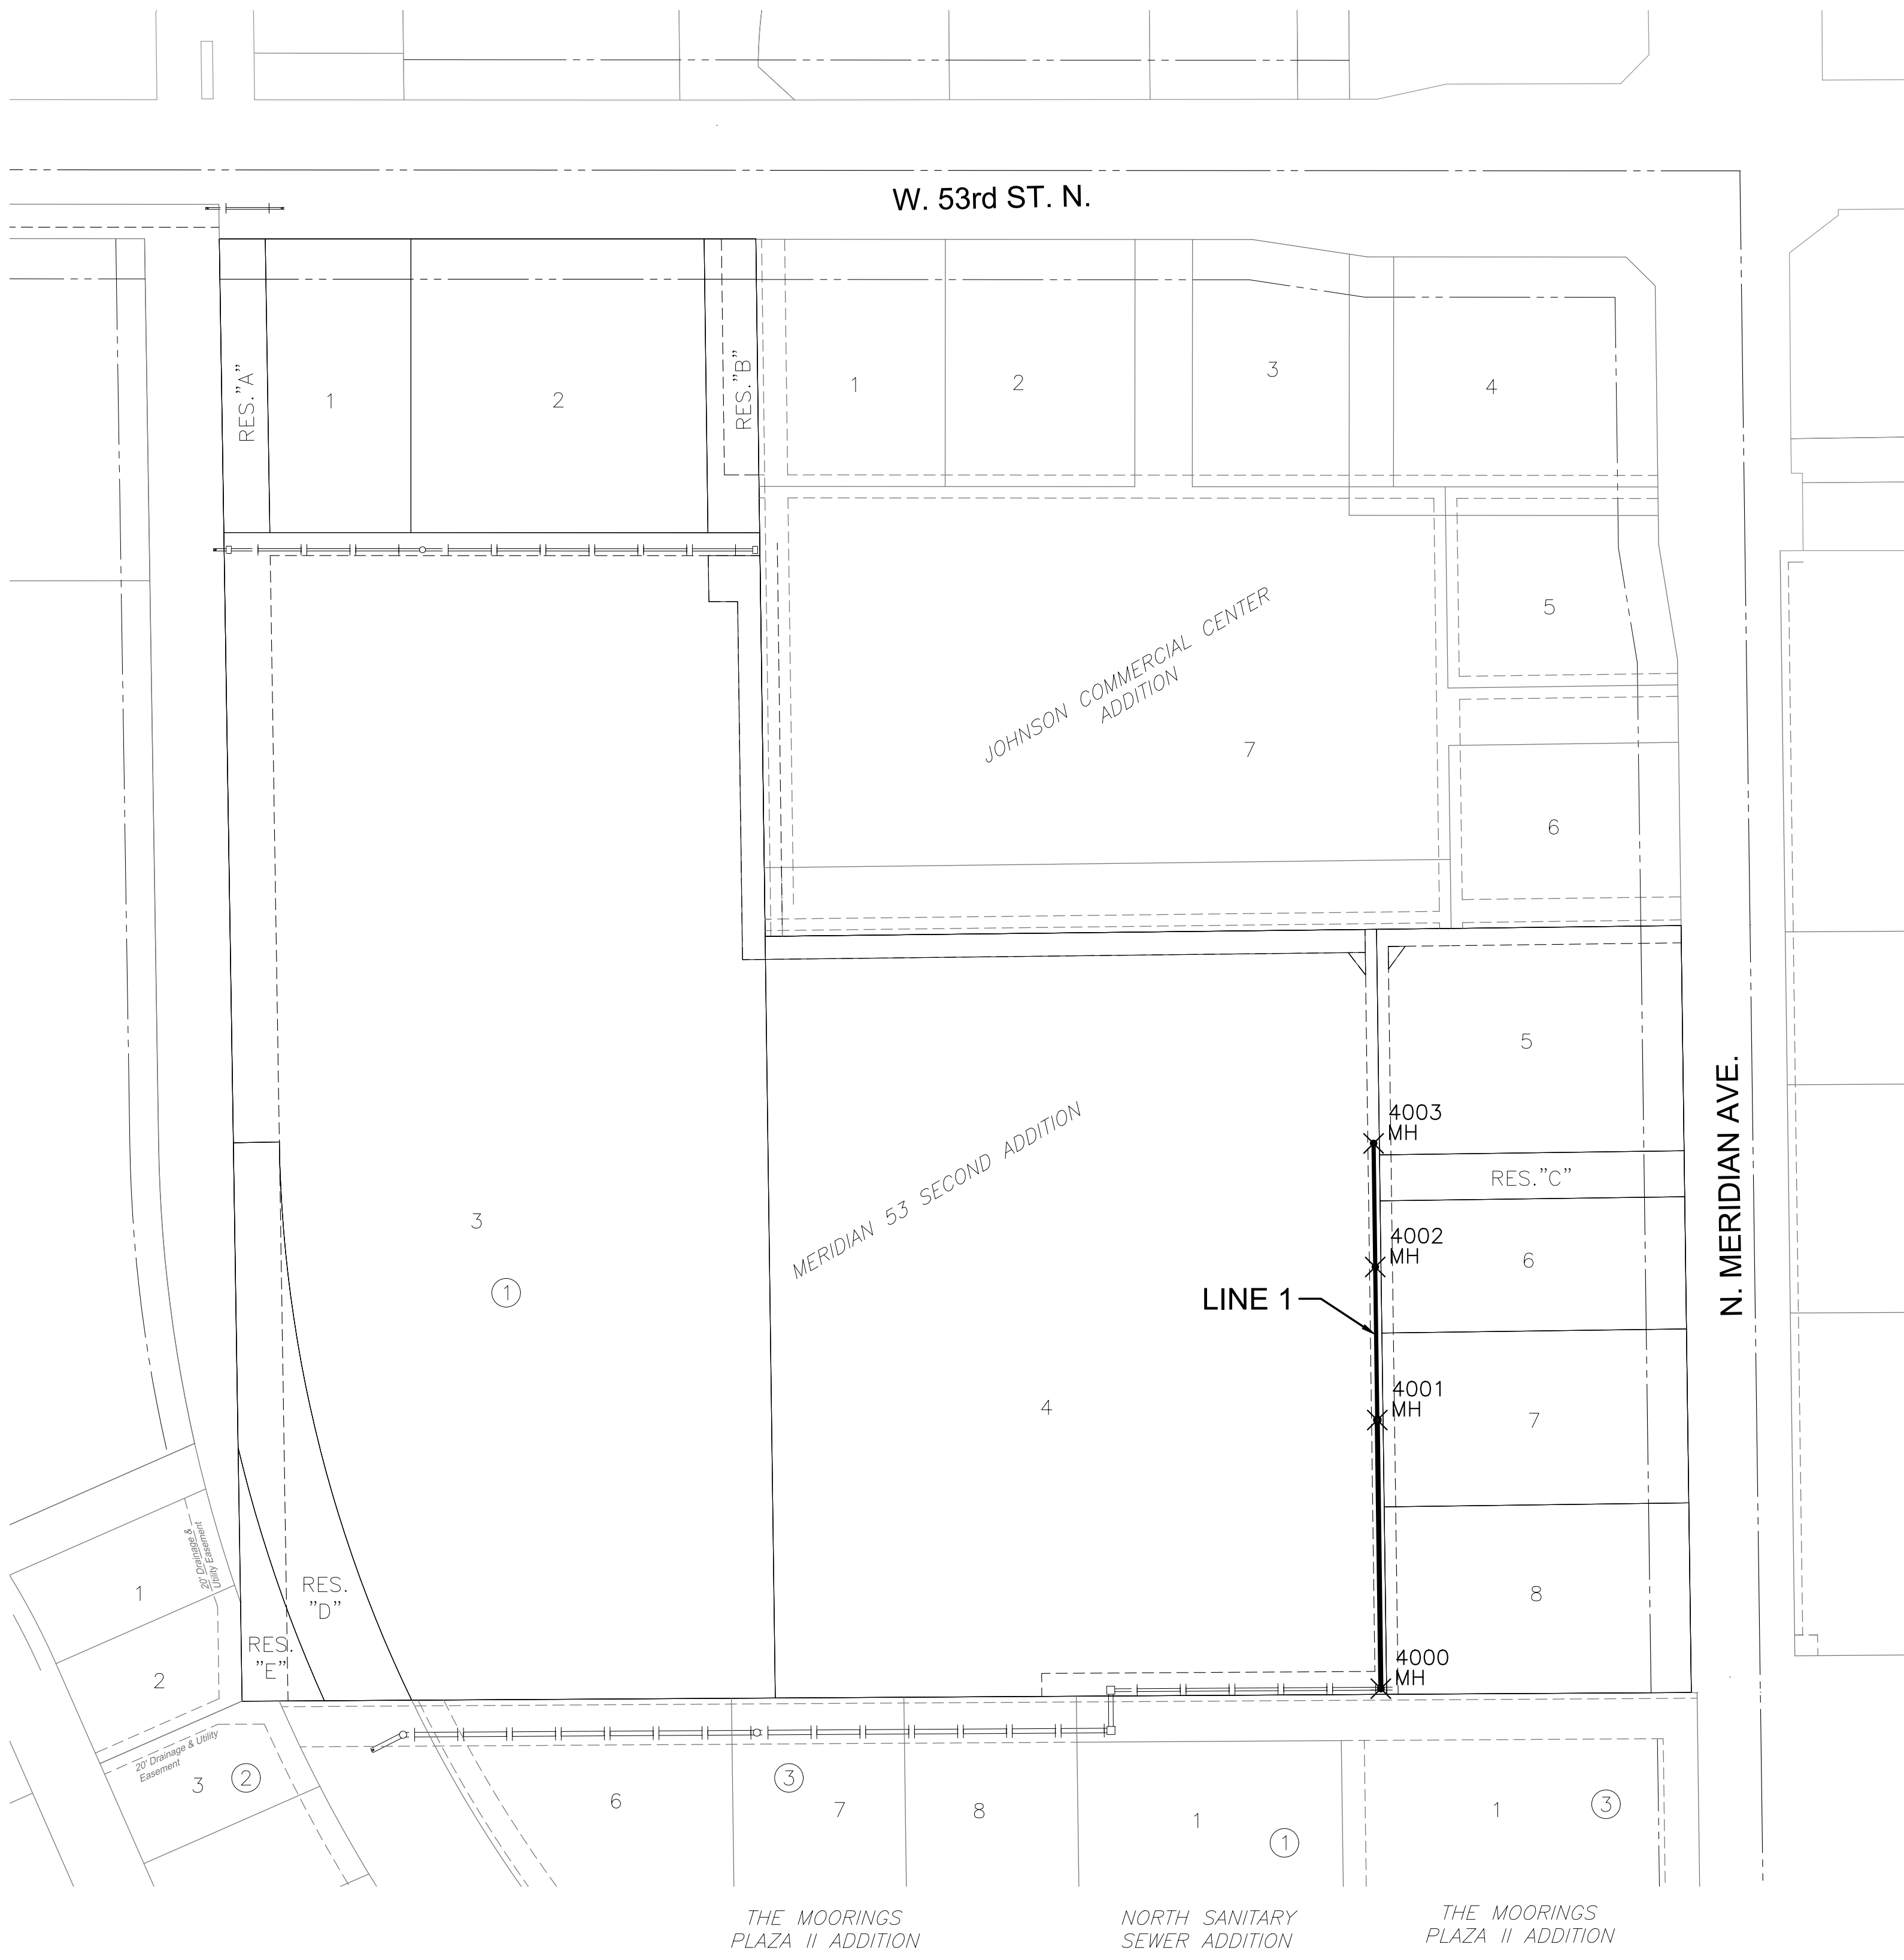 W. 53rd ST. N.
RES."A"
1
2
RES."B"
1
2
3
4
5
JOHNSON COMMERCIAL CENTER
ADDITION
7
6
5
N. MERIDIAN AVE.
4003
MH
RES."C"
MERIDIAN 53 SECOND ADDITION
3
1
4002
MH
6
LINE 1
4
4001
MH
7
20' Drainage &
Utility Easement
1
RES.
"D"
8
RES.
"E"
2
4000
MH
20' Drainage & Utility
Easement
3
2
6
3
7
8
1
1
1
3
THE MOORINGS
PLAZA II ADDITION
NORTH SANITARY
SEWER ADDITION
THE MOORINGS
PLAZA II ADDITION